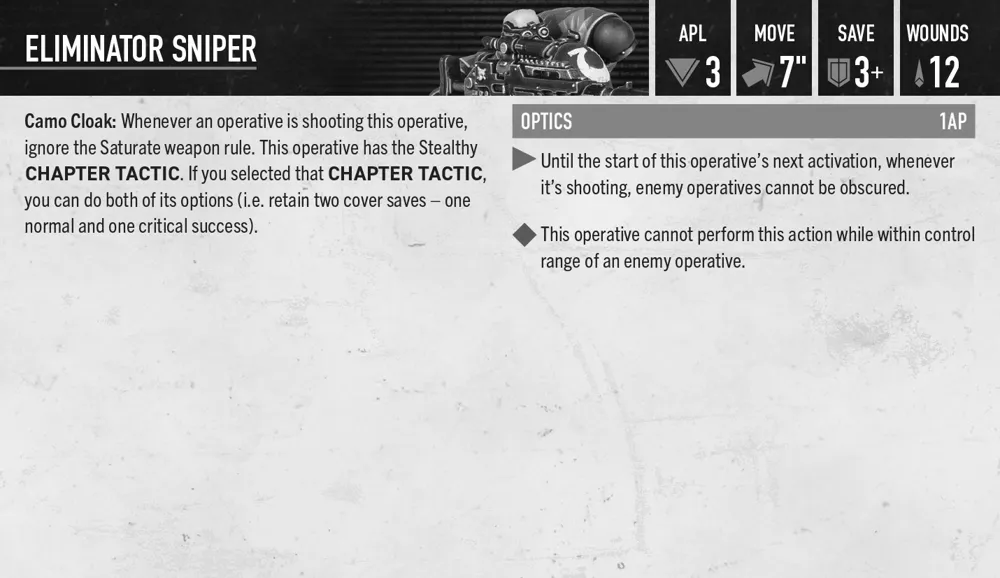 ELIMINATOR SNIPER
APL
3
MOVE
7"
SAVE
3+
WOUNDS
12
Camo Cloak: Whenever an operative is shooting this operative,
ignore the Saturate weapon rule. This operative has the Stealthy
CHAPTER TACTIC. If you selected that CHAPTER TACTIC,
you can do both of its options (i.e. retain two cover saves – one
normal and one critical success).
OPTICS 1AP
Until the start of this operative’s next activation, whenever
it’s shooting, enemy operatives cannot be obscured.
This operative cannot perform this action while within control
range of an enemy operative.